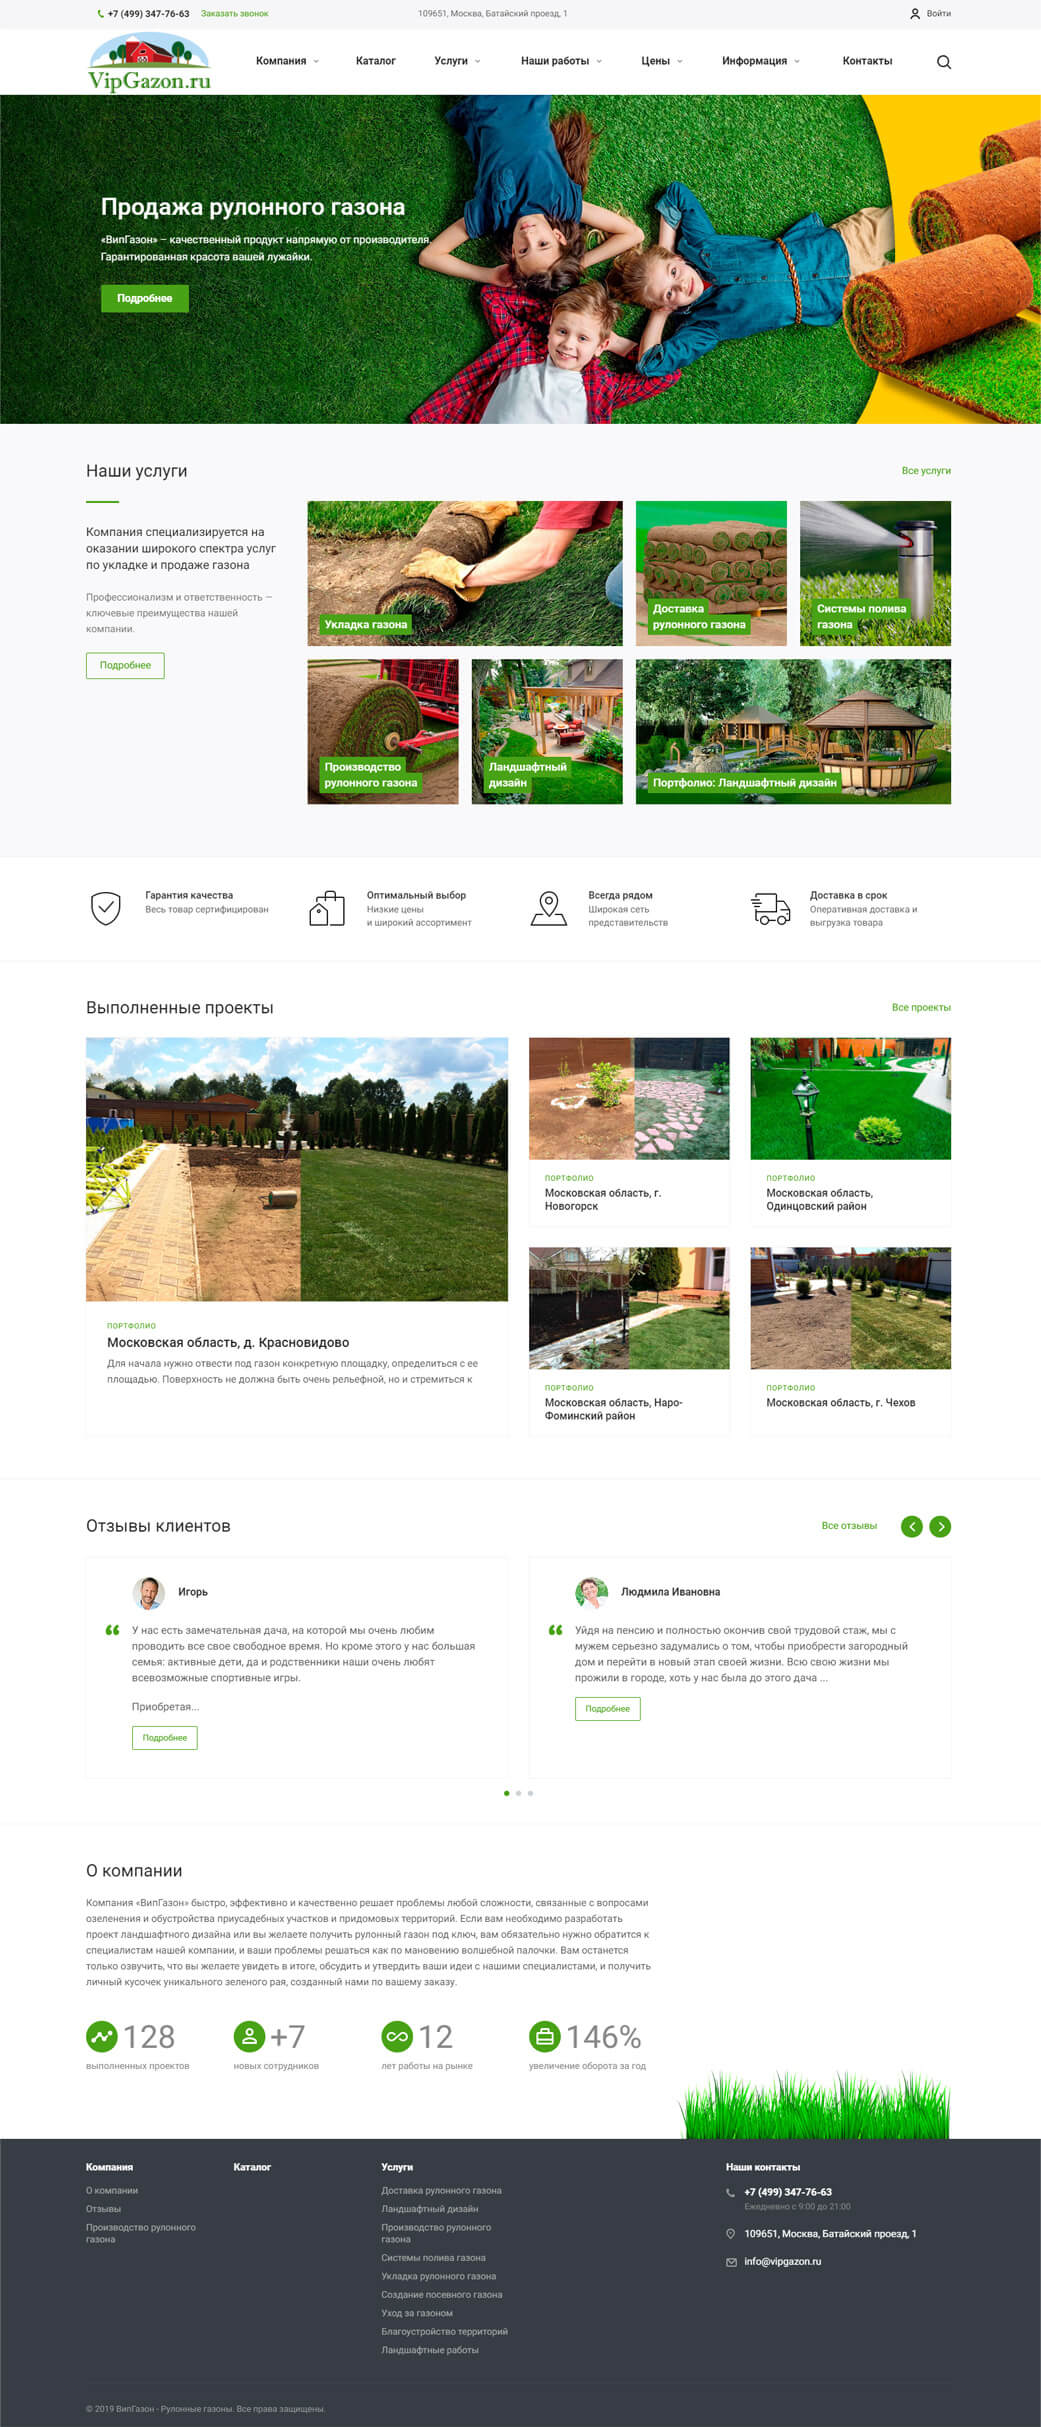 +7 (499) 347-76-63
Заказать звонок
109651, Москва, Батайский проезд, 1
Войти
VipGazon.ru
Компания
Каталог
Услуги
Наши работы
Цены
Информация
Контакты
Продажа рулонного газона
«ВипГазон» – качественный продукт напрямую от производителя.
Гарантированная красота вашей лужайки.
Подробнее
Наши услуги
Все услуги
Компания специализируется на
оказании широкого спектра услуг
по укладке и продаже газона
Профессионализм и ответственность —
ключевые преимущества нашей
компании.
Подробнее
Укладка газона
Доставка
рулонного газона
Системы полива
газона
Производство
рулонного газона
Ландшафтный
дизайн
Портфолио: Ландшафтный дизайн
Гарантия качества
Весь товар сертифицирован
Оптимальный выбор
Низкие цены
и широкий ассортимент
Всегда рядом
Широкая сеть
представительств
Доставка в срок
Оперативная доставка и
выгрузка товара
Выполненные проекты
Все проекты
ПОРТФОЛИО
Московская область, д. Красновидово
Для начала нужно отвести под газон конкретную площадку, определиться с ее
площадью. Поверхность не должна быть очень рельефной, но и стремиться к
ПОРТФОЛИО
Московская область, г.
Новогорск
ПОРТФОЛИО
Московская область,
Одинцовский район
ПОРТФОЛИО
Московская область, Наро-
Фоминский район
ПОРТФОЛИО
Московская область, г. Чехов
Отзывы клиентов
Все отзывы
Игорь
У нас есть замечательная дача, на которой мы очень любим
проводить все свое свободное время. Но кроме этого у нас большая
семья: активные дети, да и родственники наши очень любят
всевозможные спортивные игры.
Приобретая...
Подробнее
Людмила Ивановна
Уйдя на пенсию и полностью окончив свой трудовой стаж, мы с
мужем серьезно задумались о том, чтобы приобрести загородный
дом и перейти в новый этап своей жизни. Всю свою жизни мы
прожили в городе, хоть у нас была до этого дача ...
Подробнее
О компании
Компания «ВипГазон» быстро, эффективно и качественно решает проблемы любой сложности, связанные с вопросами
озеленения и обустройства приусадебных участков и придомовых территорий. Если вам необходимо разработать
проект ландшафтного дизайна или вы желаете получить рулонный газон под ключ, вам обязательно нужно обратится к
специалистам нашей компании, и ваши проблемы решаться как по мановению волшебной палочки. Вам останется
только озвучить, что вы желаете увидеть в итоге, обсудить и утвердить ваши идеи с нашими специалистами, и получить
личный кусочек уникального зеленого рая, созданный нами по вашему заказу.
128
выполненных проектов
+7
новых сотрудников
12
лет работы на рынке
146%
увеличение оборота за год
Компания
О компании
Отзывы
Производство рулонного
газона
Каталог
Услуги
Доставка рулонного газона
Ландшафтный дизайн
Производство рулонного
газона
Системы полива газона
Укладка рулонного газона
Создание посевного газона
Уход за газоном
Благоустройство территорий
Ландшафтные работы
Наши контакты
+7 (499) 347-76-63
Ежедневно с 9:00 до 21:00
109651, Москва, Батайский проезд, 1
info@vipgazon.ru
© 2019 ВипГазон - Рулонные газоны. Все права защищены.